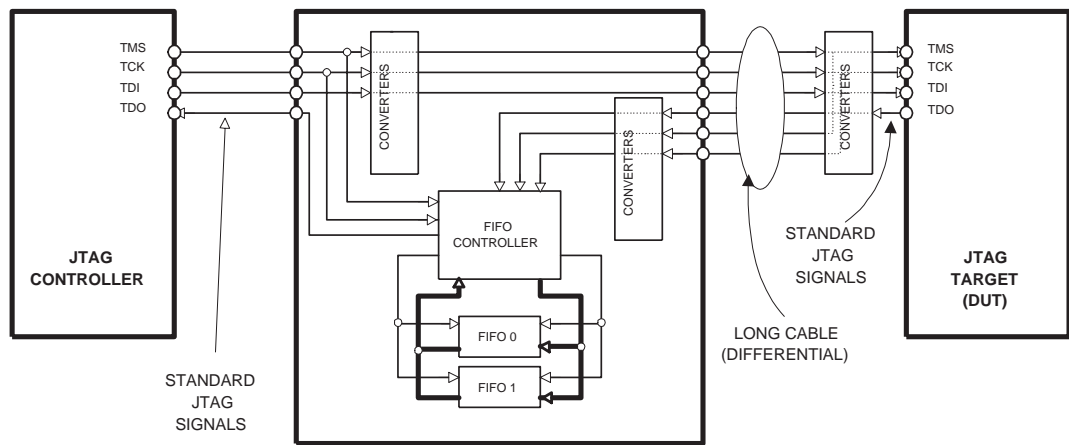 TMS
TCK
TDI
TDO
JTAG
CONTROLLER
STANDARD
JTAG
SIGNALS
CONVERTERS
CONVERTERS
FIFO
CONTROLLER
FIFO 0
FIFO 1
LONG CABLE
(DIFFERENTIAL)
CONVERTERS
STANDARD
JTAG
SIGNALS
TMS
TCK
TDI
TDO
JTAG
TARGET
(DUT)